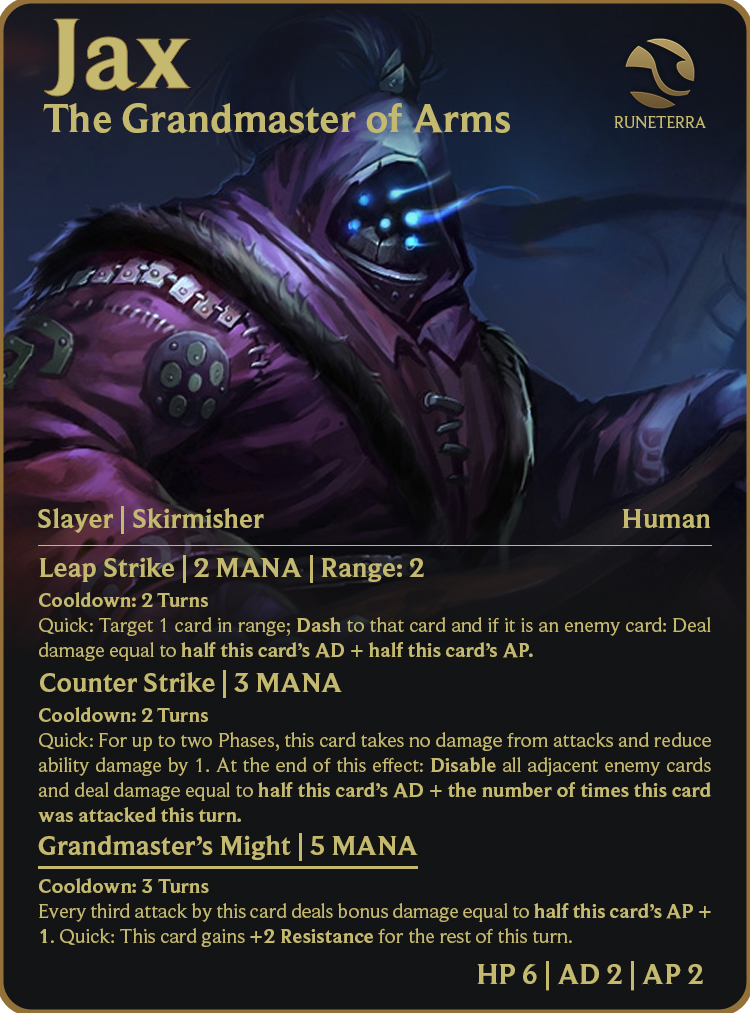 Jax
The Grandmaster of Arms
RUNETERRA
Slayer | Skirmisher
Human
Leap Strike | 2 MANA | Range: 2
Cooldown: 2 Turns
Quick: Target 1 card in range; Dash to that card and if it is an enemy card: Deal
damage equal to half this card's AD + half this card's AP.
Counter Strike | 3 MANA
Cooldown: 2 Turns
Quick: For up to two Phases, this card takes no damage from attacks and reduce
ability damage by 1. At the end of this effect: Disable all adjacent enemy cards
and deal damage equal to half this card's AD + the number of times this card
was attacked this turn.
Grandmaster's Might | 5 MANA
Cooldown: 3 Turns
Every third attack by this card deals bonus damage equal to half this card's AP +
1. Quick: This card gains +2 Resistance for the rest of this turn.
HP 6 | AD 2 | AP 2